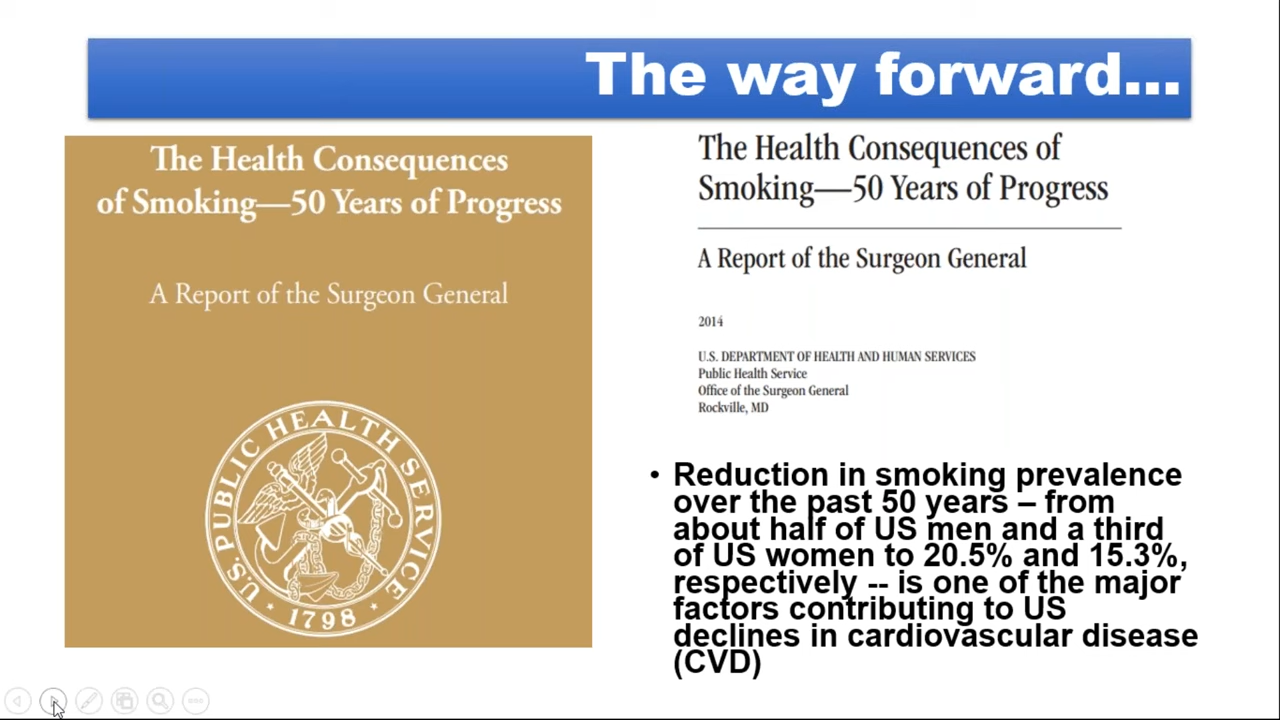 The way forward...
The Health Consequences
of Smoking—50 Years of Progress
A Report of the Surgeon General
U.S. PUBLIC HEALTH SERVICE
1798
The Health Consequences of
Smoking—50 Years of Progress
A Report of the Surgeon General
2014
U.S. DEPARTMENT OF HEALTH AND HUMAN SERVICES
Public Health Service
Office of the Surgeon General
Rockville, MD
• Reduction in smoking prevalence
over the past 50 years – from
about half of US men and a third
of US women to 20.5% and 15.3%,
respectively -- is one of the major
factors contributing to US
declines in cardiovascular disease
(CVD)